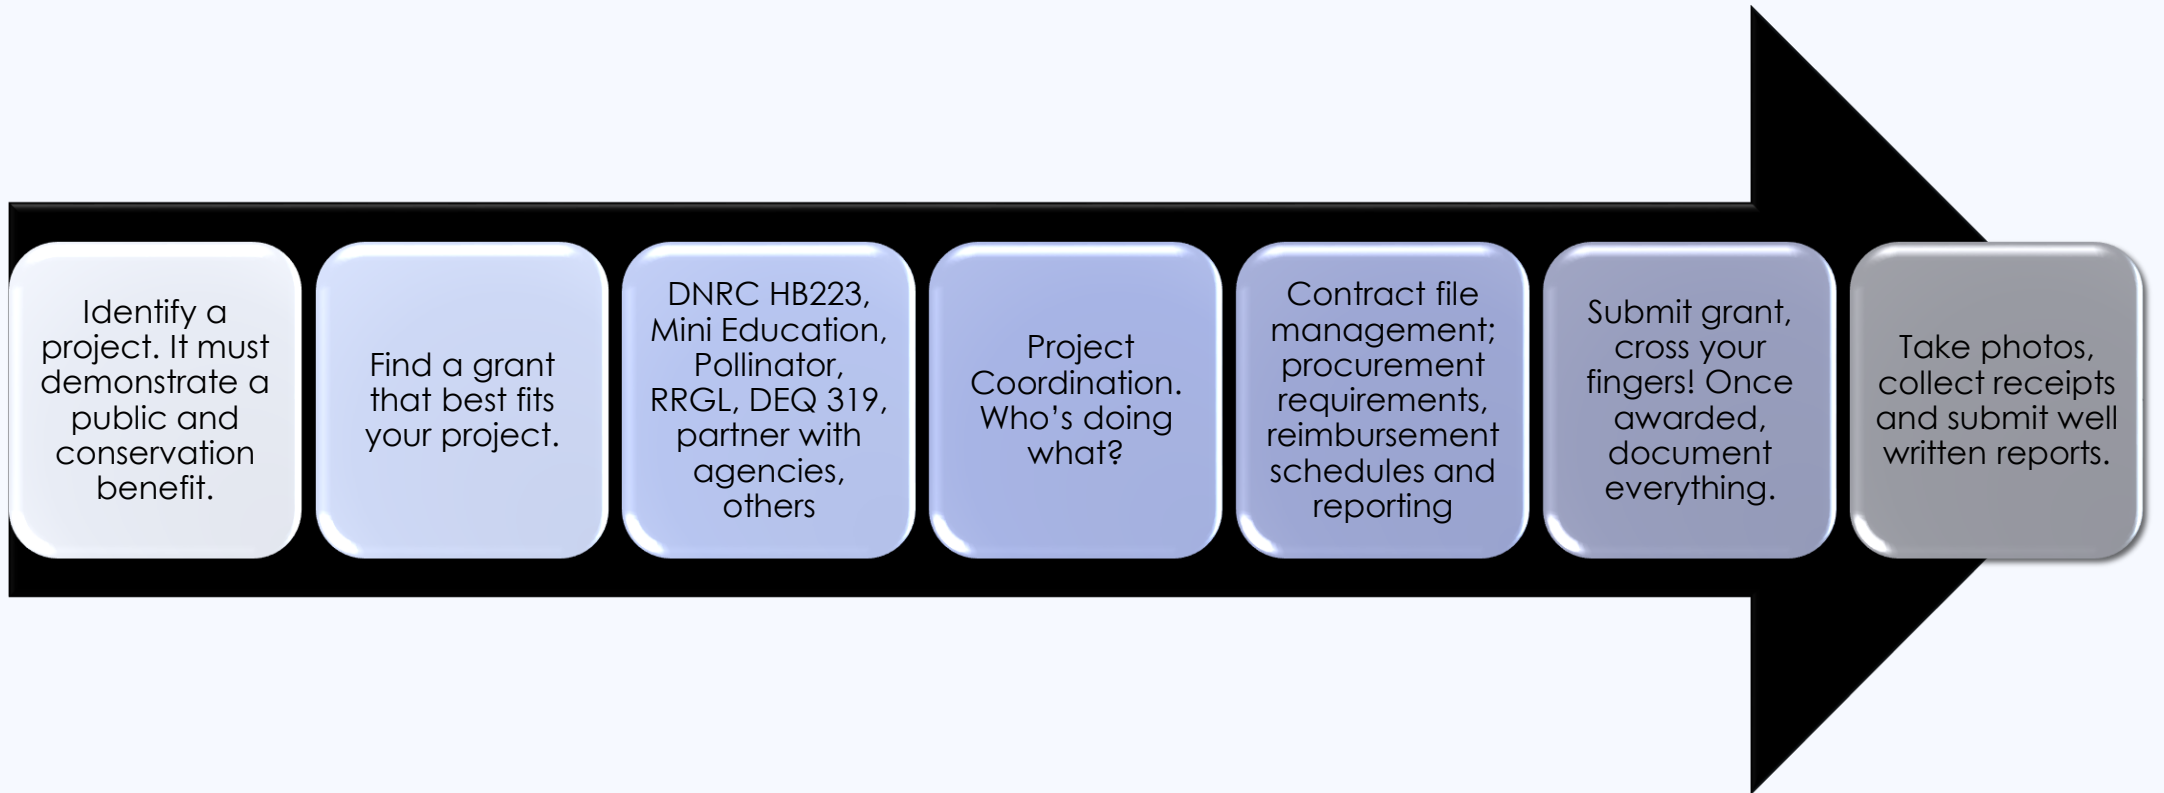 Identify a
project. It must
demonstrate a
public and
conservation
benefit.
Find a grant
that best fits
your project.
DNRC HB223,
Mini Education,
Pollinator,
RRGL, DEQ 319,
partner with
agencies,
others
Project
Coordination.
Who’s doing
what?
Contract file
management;
procurement
requirements,
reimbursement
schedules and
reporting
Submit grant,
cross your
fingers! Once
awarded,
document
everything.
Take photos,
collect receipts
and submit well
written reports.